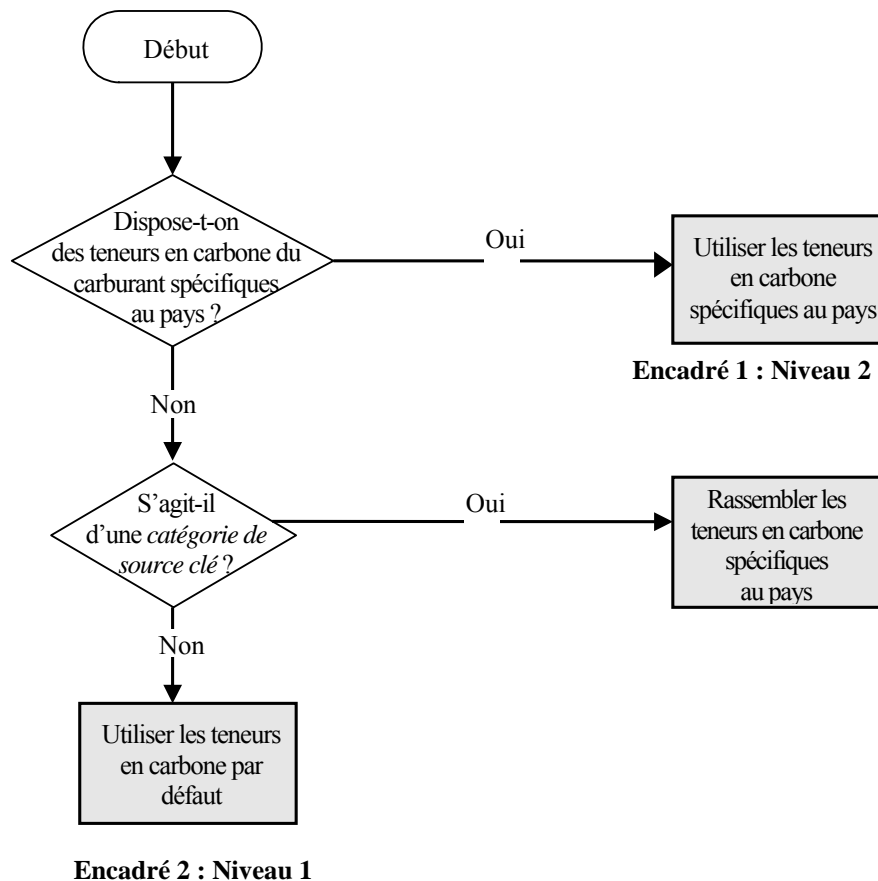 Début
Dispose-t-on
des teneurs en carbone du
carburant spécifiques
au pays ?
Oui
Utiliser les teneurs
en carbone
spécifiques au pays
Encadré 1 : Niveau 2
Non
S’agit-il
d’une catégorie de
source clé ?
Oui
Rassembler les
teneurs en carbone
spécifiques
au pays
Non
Utiliser les teneurs
en carbone par
défaut
Encadré 2 : Niveau 1